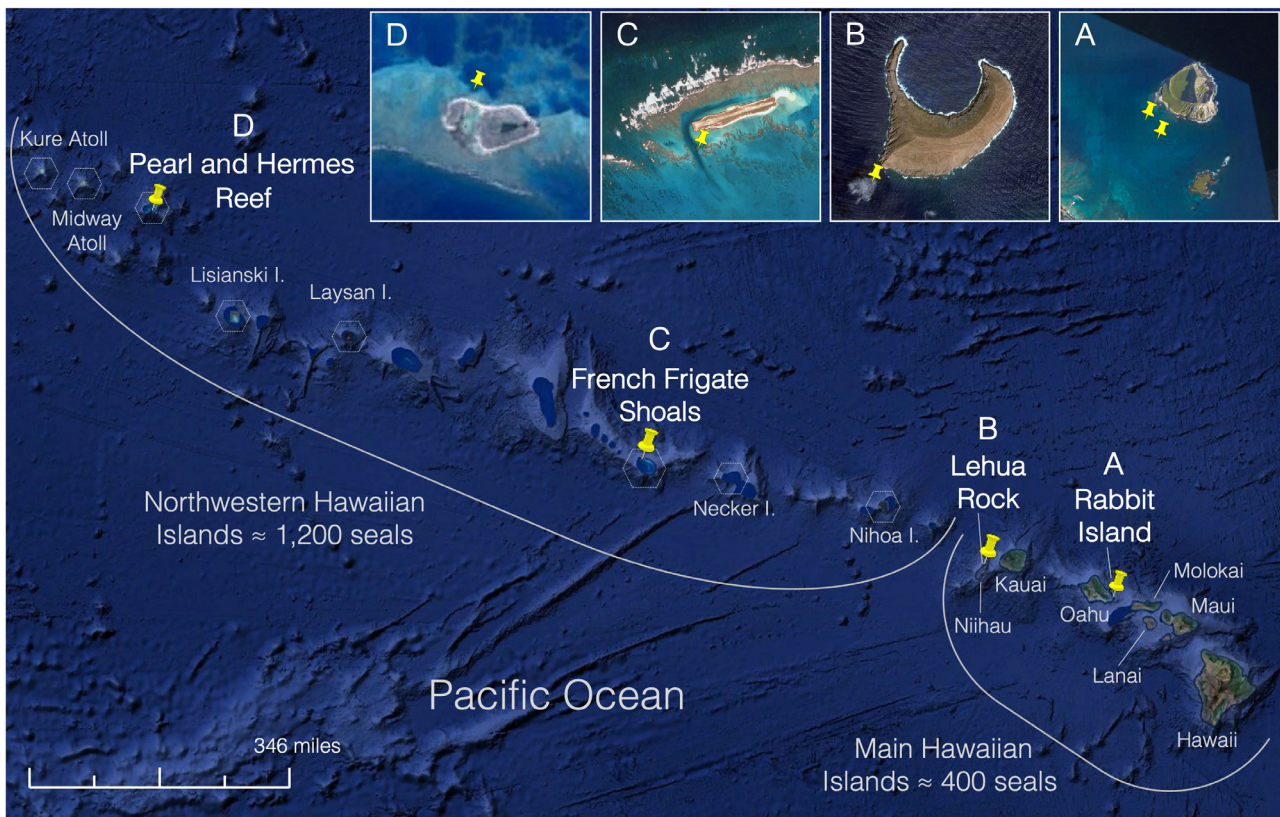 D
C
B
A
Kure Atoll
D
Pearl and Hermes
Reef
Midway
Atoll
Lisianski I.
Laysan I.
C
French Frigate
Shoals
B
Lehua
Rock
A
Rabbit
Island
Northwestern Hawaiian
Islands ≈ 1,200 seals
Necker I.
Nihoa I.
Kauai
Niihau
Oahu
Molokai
Maui
Lanai
Hawaii
Pacific Ocean
346 miles
Main Hawaiian
Islands ≈ 400 seals